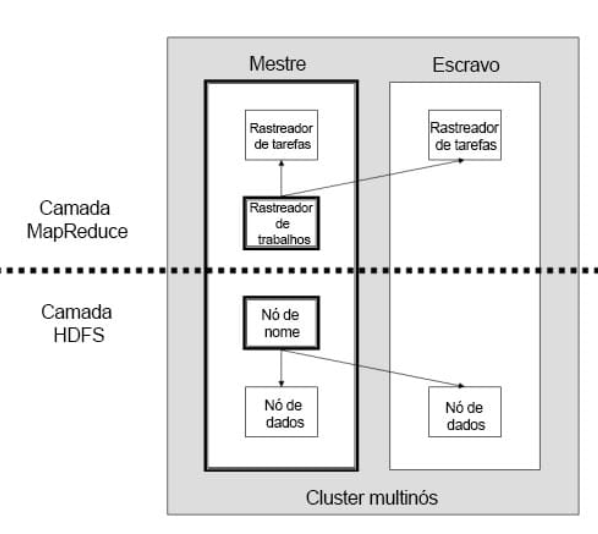 Mestre
Escravo
Rastreador
de tarefas
Rastreador
de tarefas
Camada
MapReduce
Rastreador
de
trabalhos
Camada
HDFS
Nó de
nome
Nó de
dados
Nó de
dados
Cluster multinós